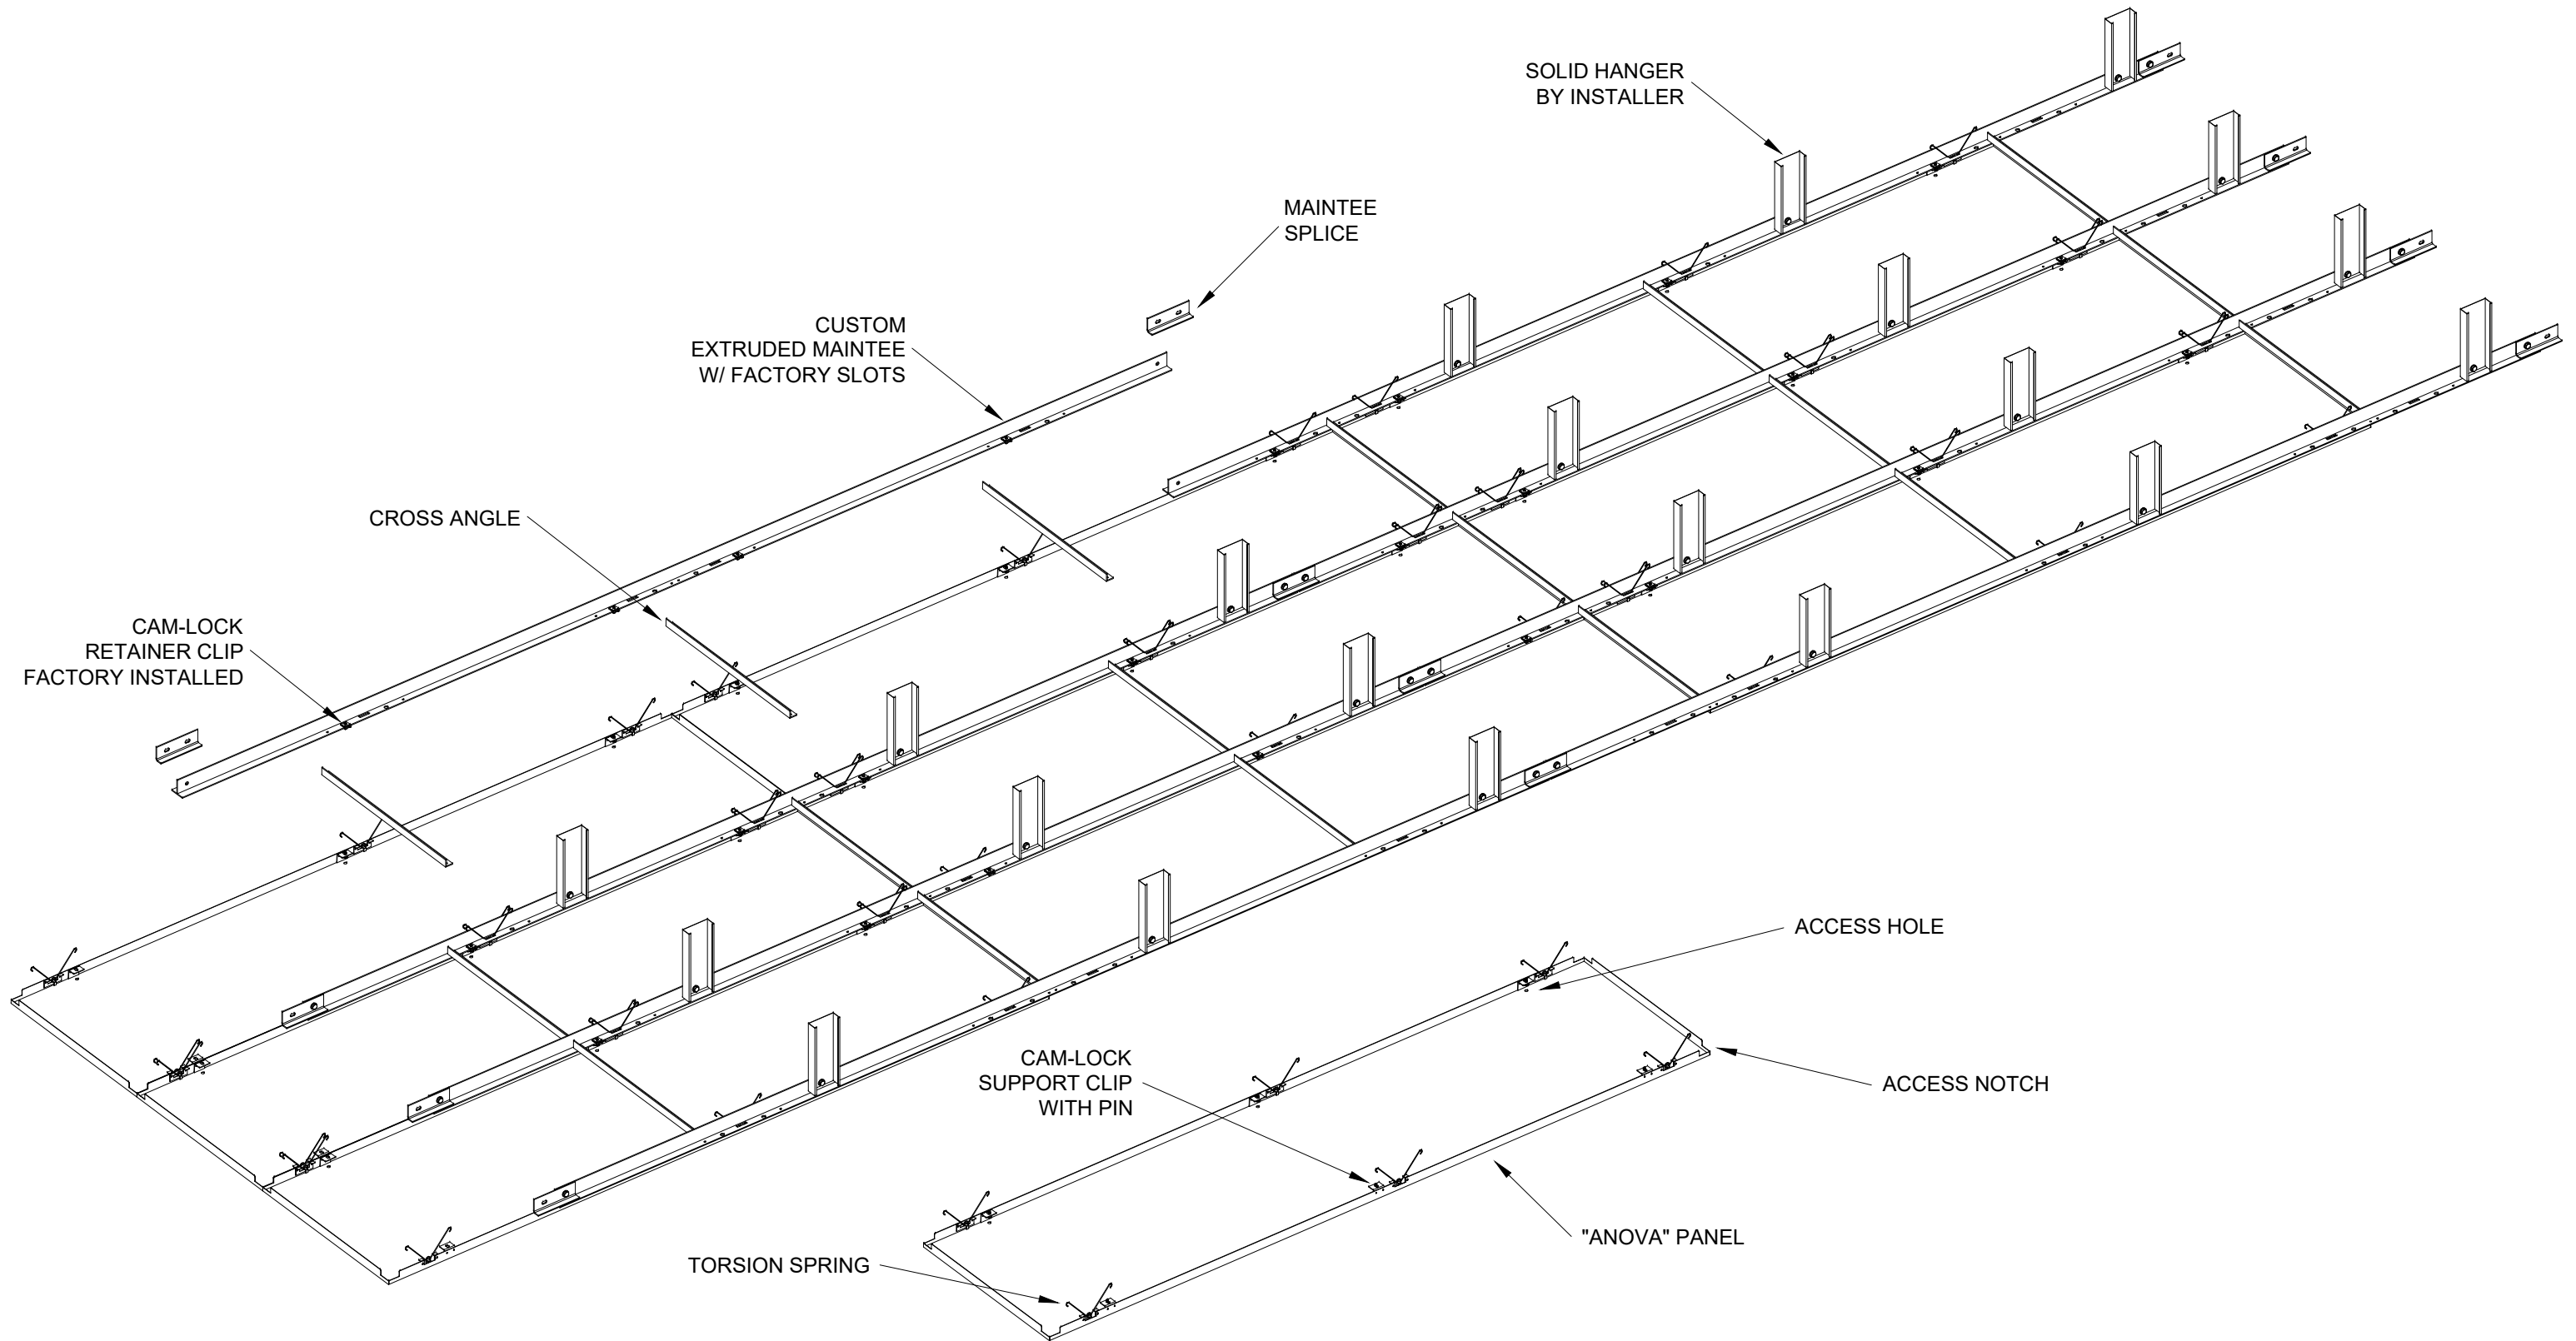 SOLID HANGER
BY INSTALLER
MAINTEE
SPLICE
CUSTOM
EXTRUDED MAINTEE
W/ FACTORY SLOTS
CROSS ANGLE
CAM-LOCK
RETAINER CLIP
FACTORY INSTALLED
ACCESS HOLE
CAM-LOCK
SUPPORT CLIP
WITH PIN
ACCESS NOTCH
"ANOVA" PANEL
TORSION SPRING